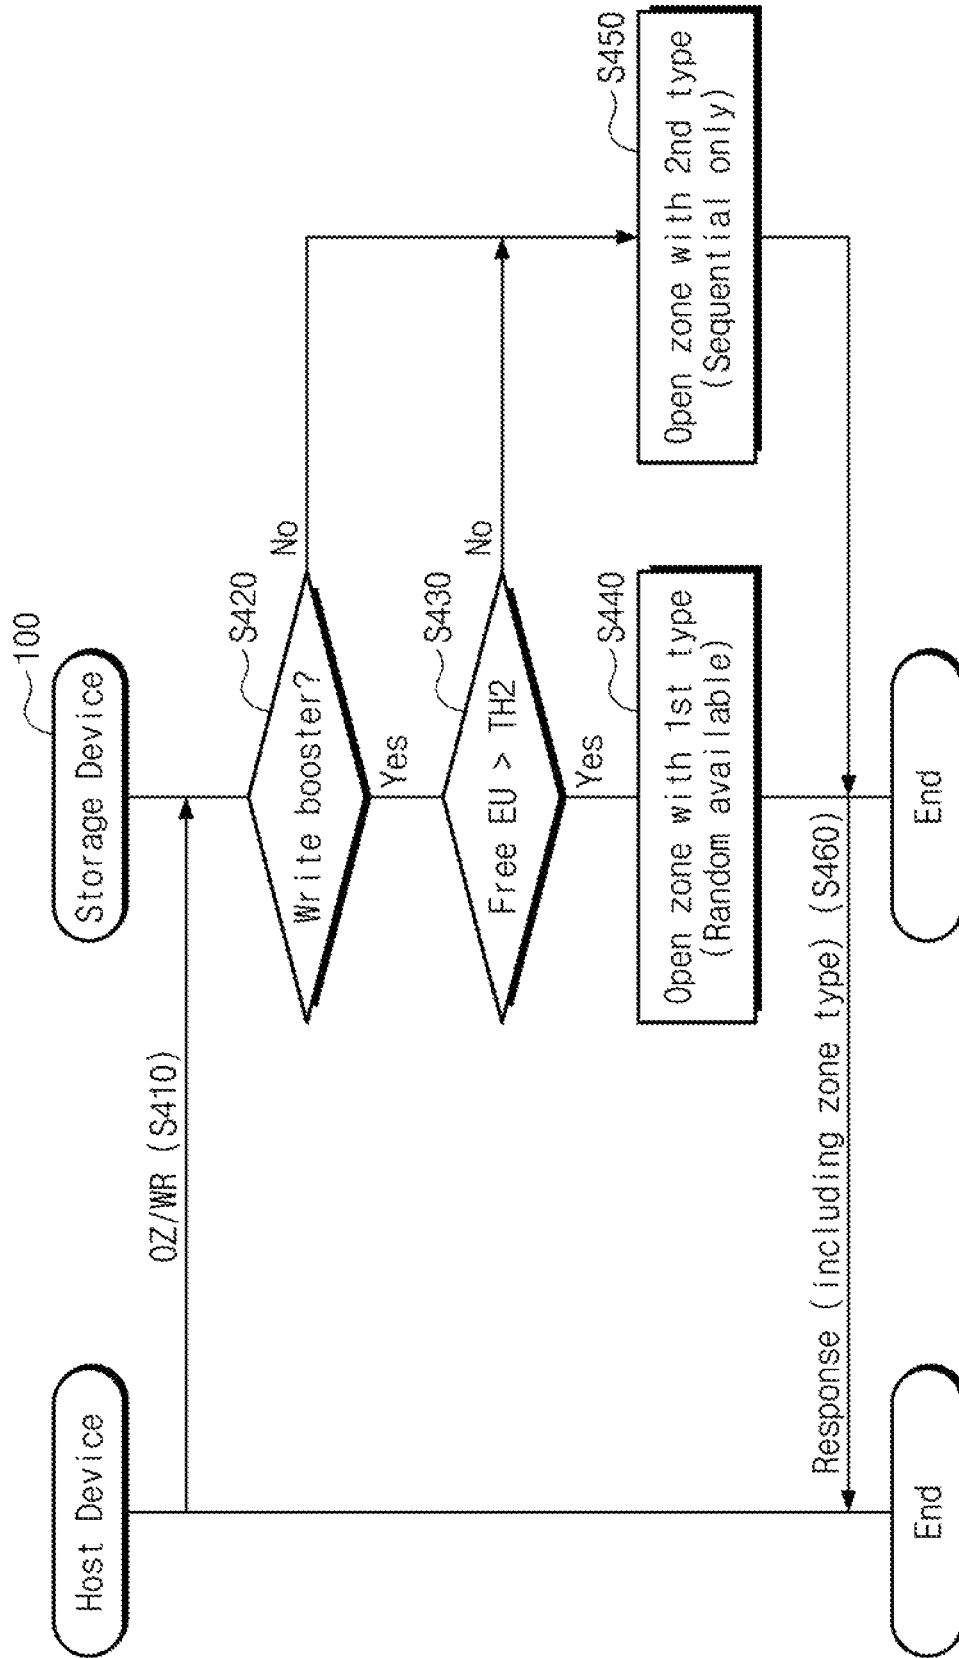 Host Device
Storage Device
100
OZ/WR (S410)
Write booster?
S420
No
Yes
Free EU > TH2
S430
No
Yes
Open zone with 1st type
(Random available)
S440
Open zone with 2nd type
(Sequential only)
S450
Response (including zone type) (S460)
End
End